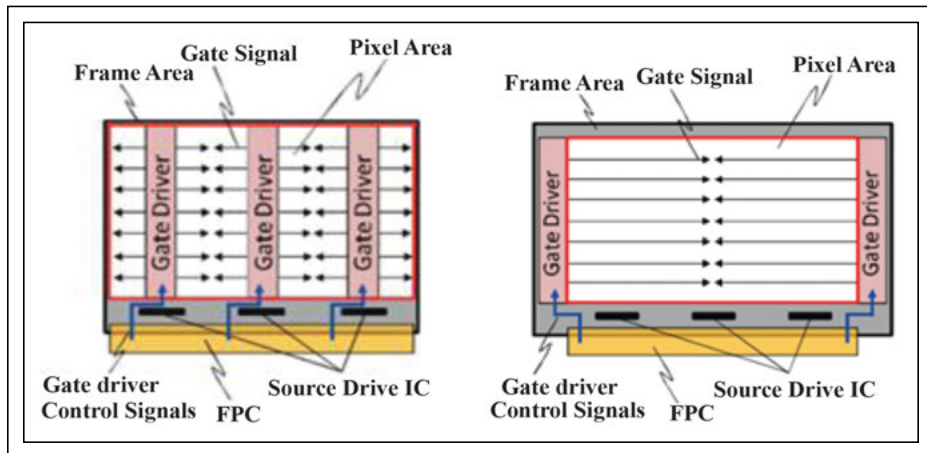 Gate Signal
Pixel Area
Frame Area
Gate Driver
Gate Driver
Gate Driver
Gate driver
Control Signals
FPC
Source Drive IC
Pixel Area
Gate Signal
Frame Area
Gate Driver
Gate Driver
Gate driver
Control Signals
FPC
Source Drive IC